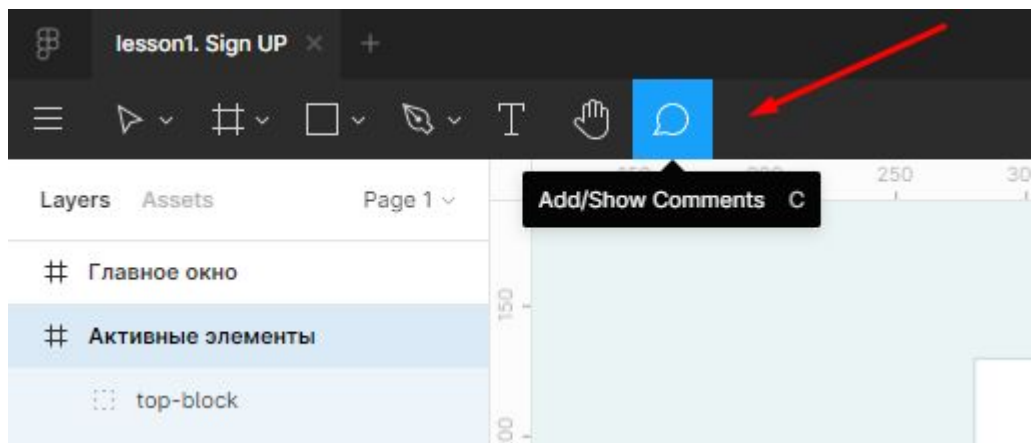 lesson1. Sign UP
Add/Show Comments C
250
Layers Assets Page 1
Главное окно
150
Активные элементы
top-block